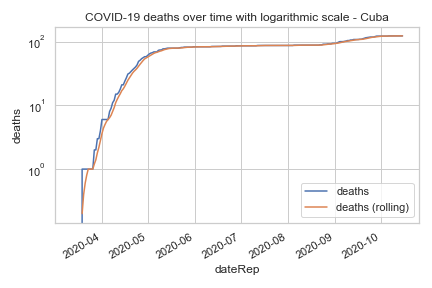 COVID-19 deaths over time with logarithmic scale - Cuba
deaths
10²
10¹
10⁰
deaths
deaths (rolling)
2020-04
2020-05
2020-06
2020-07
2020-08
2020-09
2020-10
dateRep